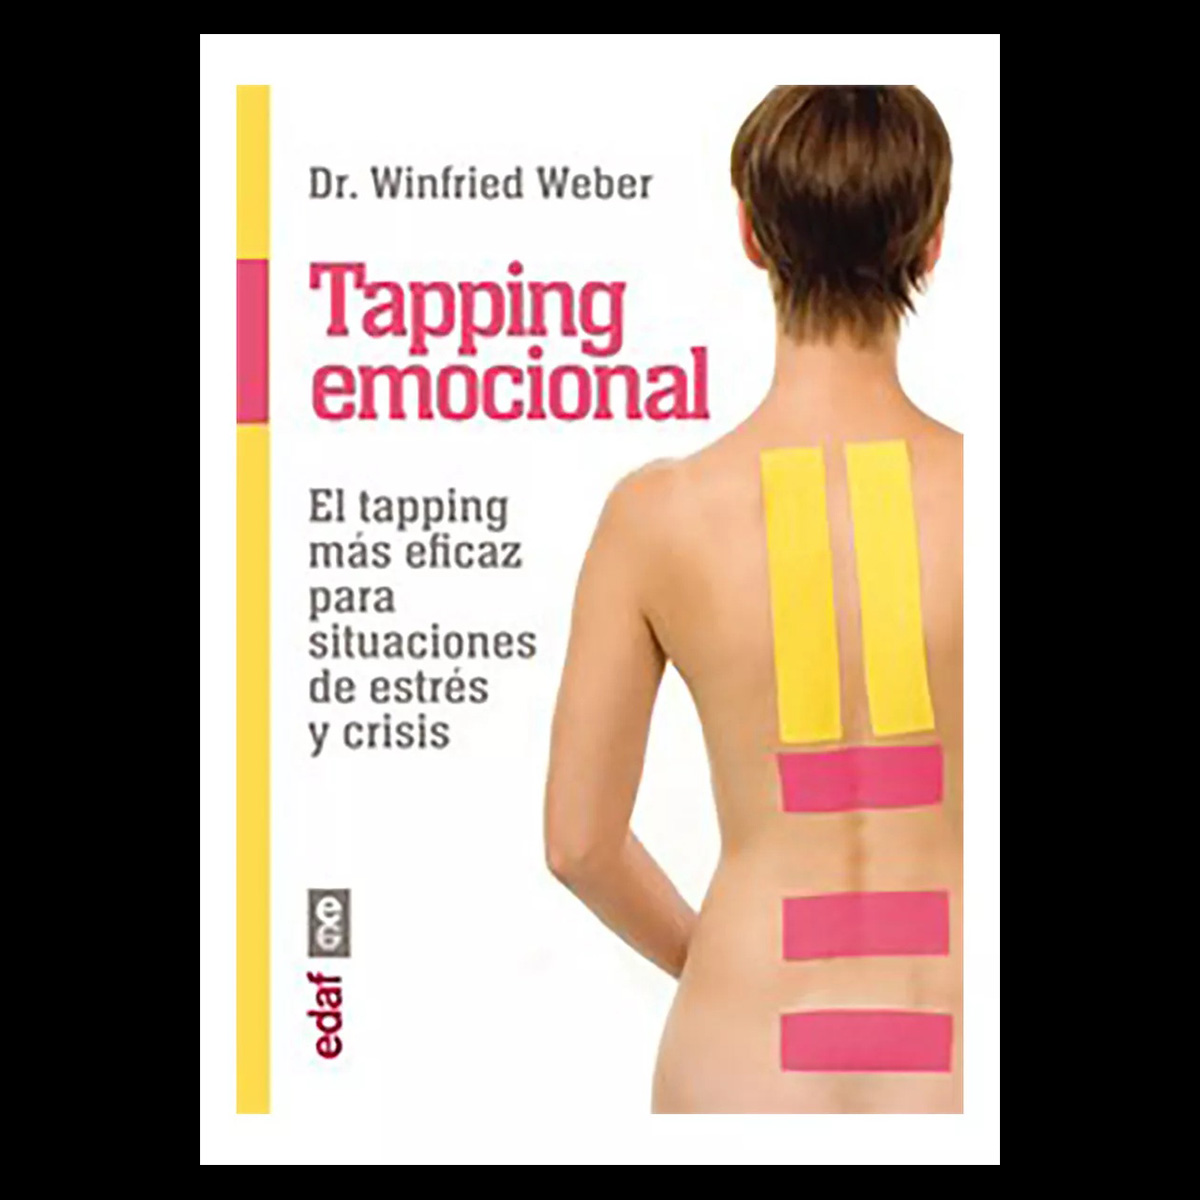 Dr. Winfried Weber
Tapping
emocional
El tapping
más eficaz
para
situaciones
de estrés
y crisis
edaf